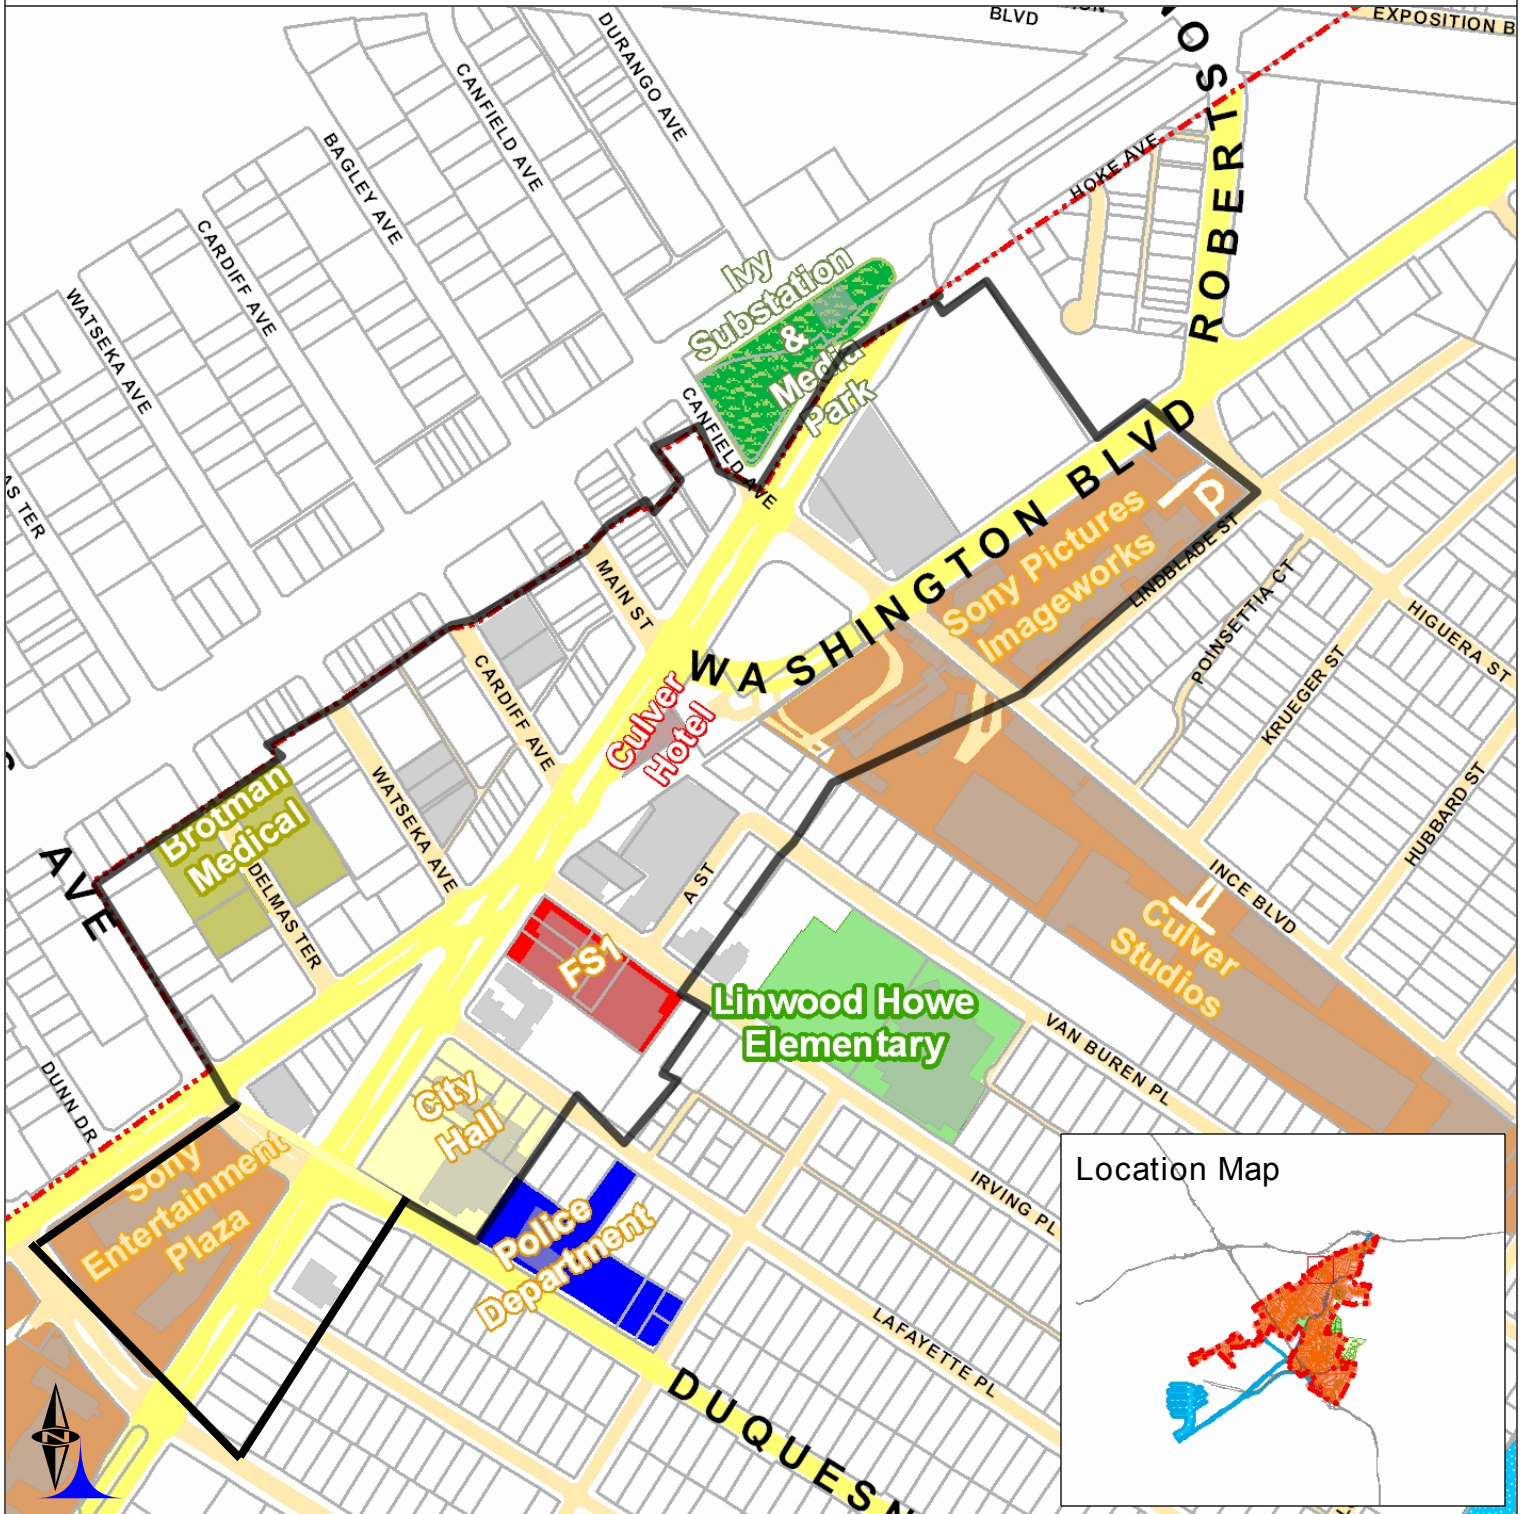 BLVD
EXPOSITION B
DURANGO AVE
CANFIELD AVE
BAGLEY AVE
CARDIFF AVE
WATSEKA AVE
HOKE AVE
ROBERTSO
Ivy
Substation
&
Media
Park
CANFIELD AVE
AS TER
MAIN ST
WASHINGTON BLVD
Sony Pictures
Imageworks
P
LINDBLADE ST
POINSETTIA CT
HIGUERA ST
KRUEGER ST
HUBBARD ST
INCE BLVD
CARDIFF AVE
Culver
Hotel
WATSEKA AVE
Brotman
Medical
DELMAS TER
AVE
A ST
FS1
Linwood Howe
Elementary
Culver
Studios
VAN BUREN PL
IRVING PL
LAFAYETTE PL
DUNN DR
City
Hall
Sony
Entertainment
Plaza
Police
Department
DUQUESN
N
Location Map